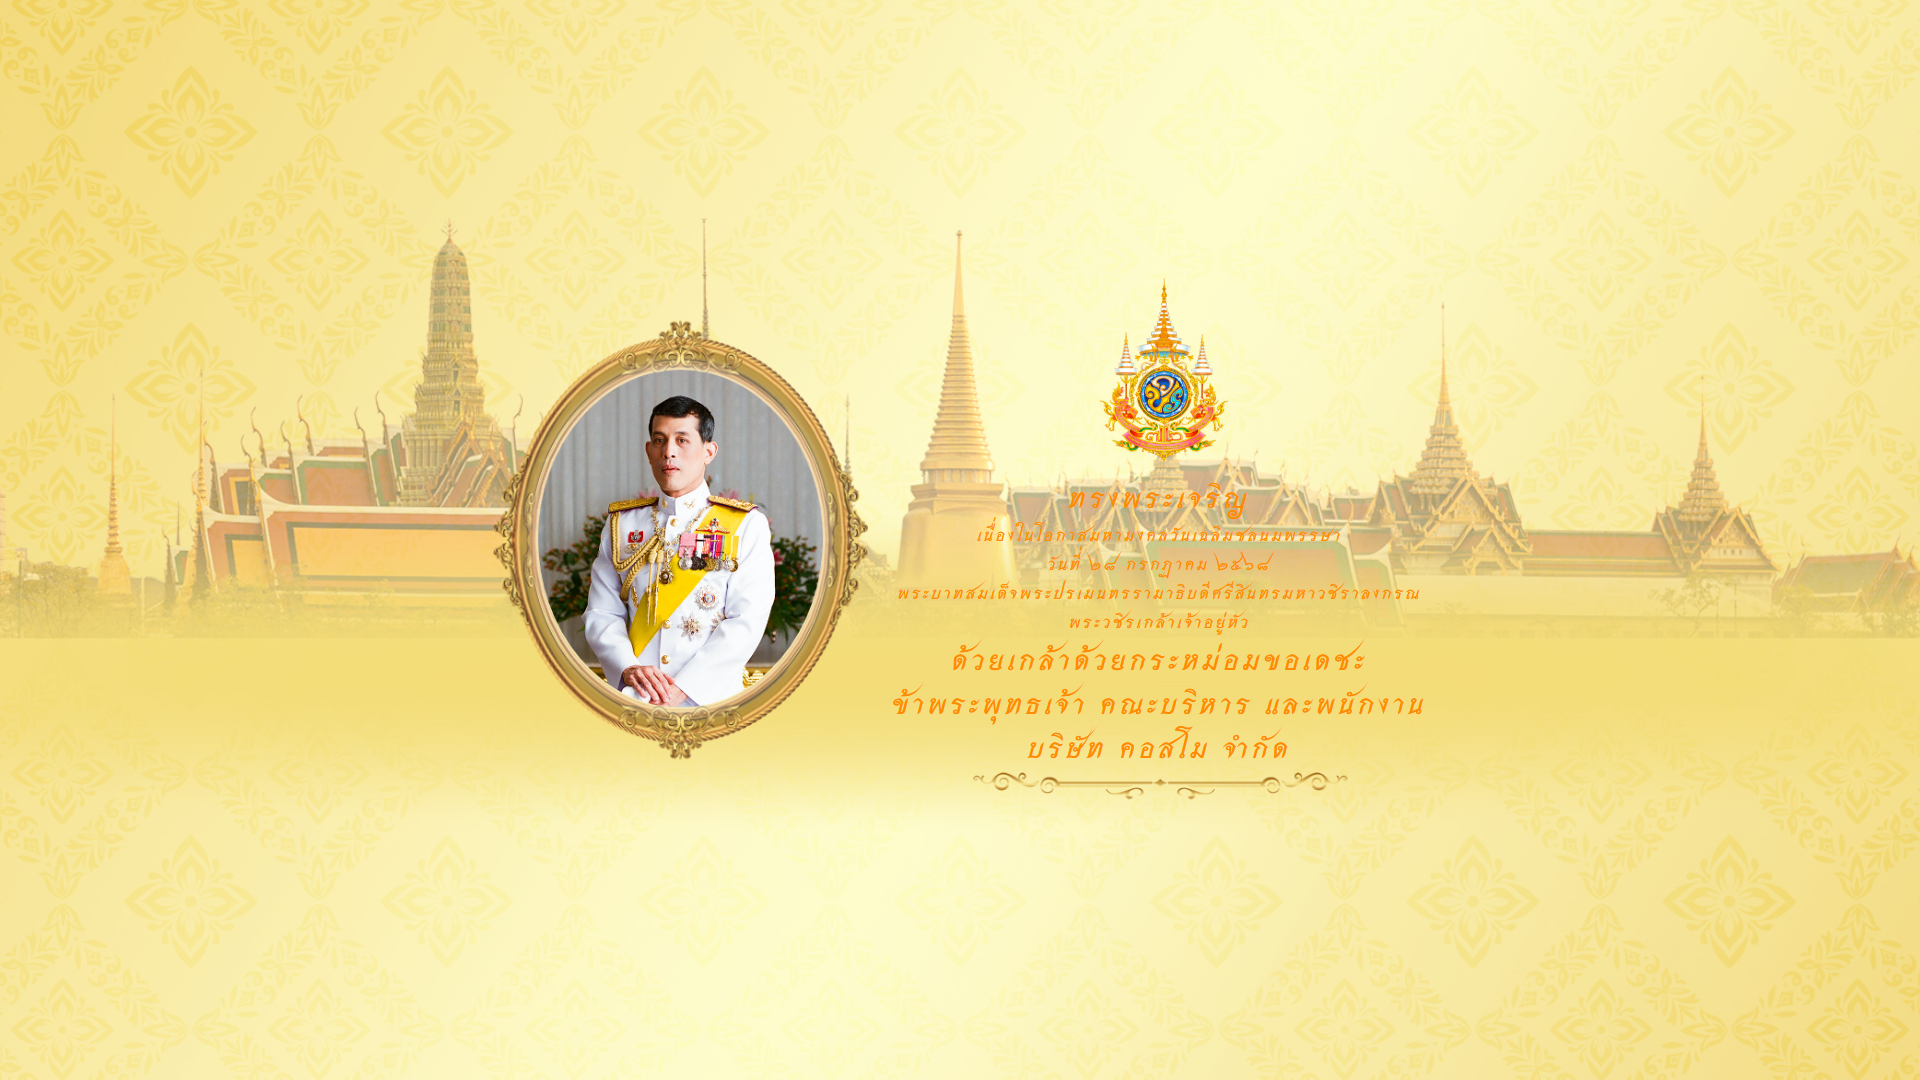 ๗๒
ทรงพระเจริญ
เนื่องในโอกาสมหามงคลวันเฉลิมชลนมพรรษา
วันที่ ๒๘ กรกฏาคม ๒๕๖๘
พระบาทสมเด็จพระปรเมนทรรามาธิบดีศรีสินทรมหาวชิราลงกรณ
พระวชิรเกล้าเจ้าอยู่หัว
ด้วยเกล้าด้วยกระหม่อมขอเดชะ
ข้าพระพุทธเจ้า คณะบริหาร และพนักงาน
บริษัท คอสโม จำกัด